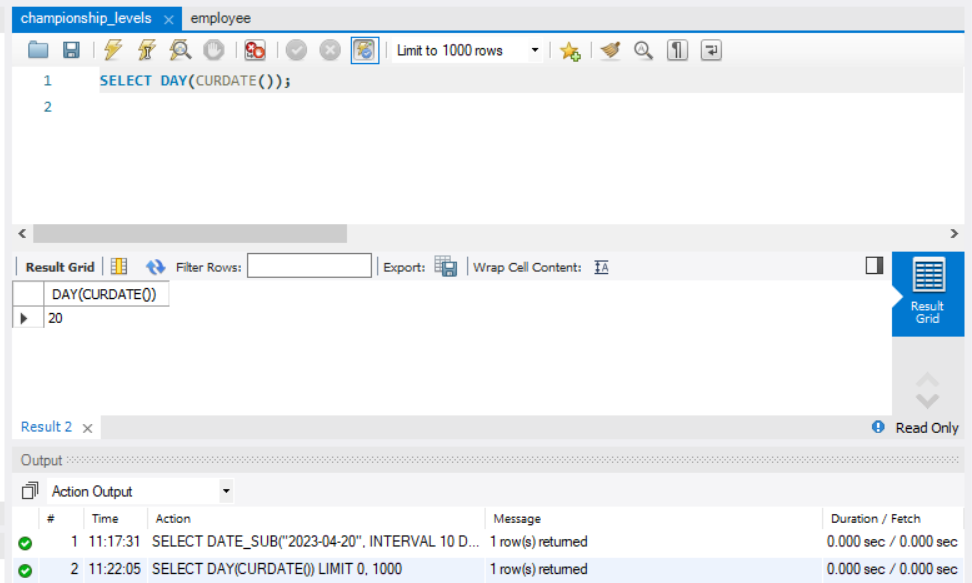 championship_levels × employee
Limit to 1000 rows
1 SELECT DAY(CURDATE());
2
Result Grid Filter Rows: Export: Wrap Cell Content: IA
DAY(CURDATE())
20
Result
Grid
Result 2 × Read Only
Output
Action Output
# Time Action Message Duration / Fetch
1 11:17:31 SELECT DATE_SUB("2023-04-20", INTERVAL 10 D... 1 row(s) returned 0.000 sec / 0.000 sec
2 11:22:05 SELECT DAY(CURDATE()) LIMIT 0, 1000 1 row(s) returned 0.000 sec / 0.000 sec